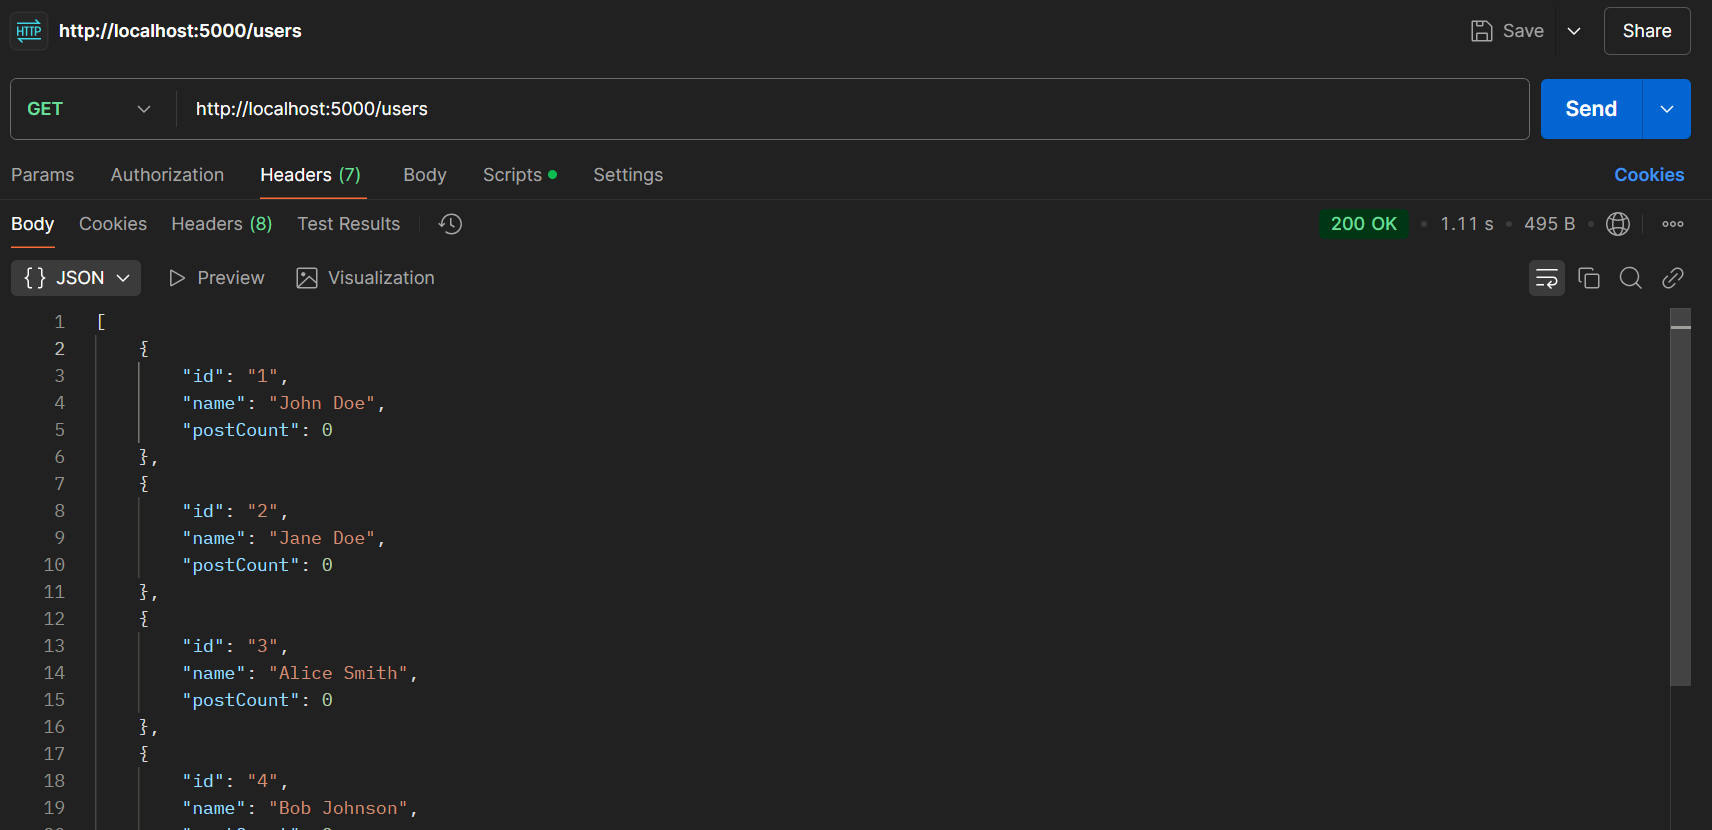 HTTP http://localhost:5000/users Save Share
GET http://localhost:5000/users Send
Params Authorization Headers (7) Body Scripts Settings Cookies
Body Cookies Headers (8) Test Results 200 OK 1.11 s 495 B
{} JSON Preview Visualization
1 [
2 {
3 "id": "1",
4 "name": "John Doe",
5 "postCount": 0
6 },
7 {
8 "id": "2",
9 "name": "Jane Doe",
10 "postCount": 0
11 },
12 {
13 "id": "3",
14 "name": "Alice Smith",
15 "postCount": 0
16 },
17 {
18 "id": "4",
19 "name": "Bob Johnson",